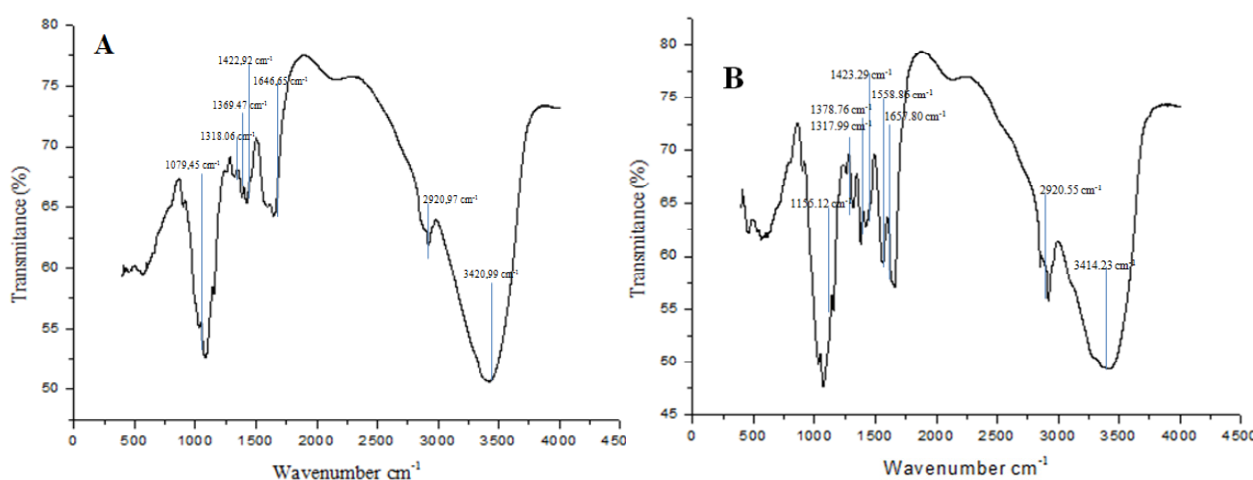 A
80
75
70
65
60
55
50
Transmitance (%)
1422,92 cm⁻¹
1646,65 cm⁻¹
1369.47 cm⁻¹
1318.06 cm⁻¹
1079,45 cm⁻¹
2920,97 cm⁻¹
3420,99 cm⁻¹
0 500 1000 1500 2000 2500 3000 3500 4000 450
Wavenumber cm⁻¹
B
80
75
70
65
60
55
50
45
Transmitance (%)
1423.29 cm⁻¹
1558.86 cm⁻¹
1378.76 cm⁻¹
1657.80 cm⁻¹
1317.99 cm⁻¹
cm⁻¹
2920.55 cm⁻¹
3414.23 cm⁻¹
0 500 1000 1500 2000 2500 3000 3500 4000 4500
Wavenumber cm⁻¹